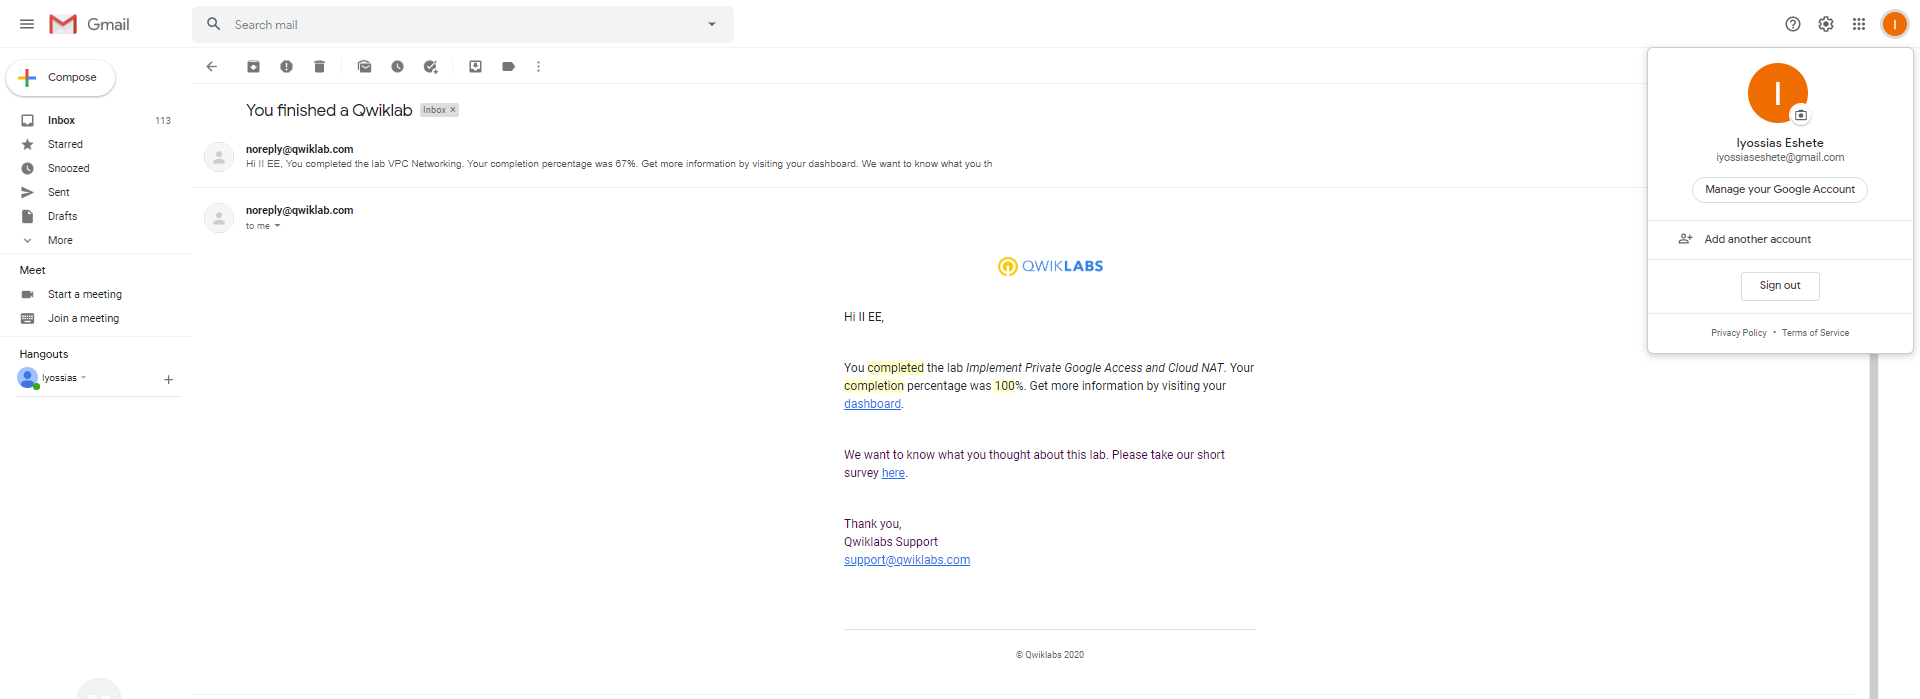 Gmail
Search mail
I
Compose
Inbox 113
Starred
Snoozed
Sent
Drafts
More
Meet
Start a meeting
Join a meeting
Hangouts
Iyossias
You finished a Qwiklab Inbox ×
noreply@qwiklab.com
Hi II EE, You completed the lab VPC Networking. Your completion percentage was 67%. Get more information by visiting your dashboard. We want to know what you th
noreply@qwiklab.com
to me
QWIKLABS
Hi II EE,
You completed the lab Implement Private Google Access and Cloud NAT. Your
completion percentage was 100%. Get more information by visiting your
dashboard.
We want to know what you thought about this lab. Please take our short
survey here.
Thank you,
Qwiklabs Support
support@qwiklabs.com
© Qwiklabs 2020
I
Iyossias Eshete
iyossiaseshete@gmail.com
Manage your Google Account
Add another account
Sign out
Privacy Policy • Terms of Service